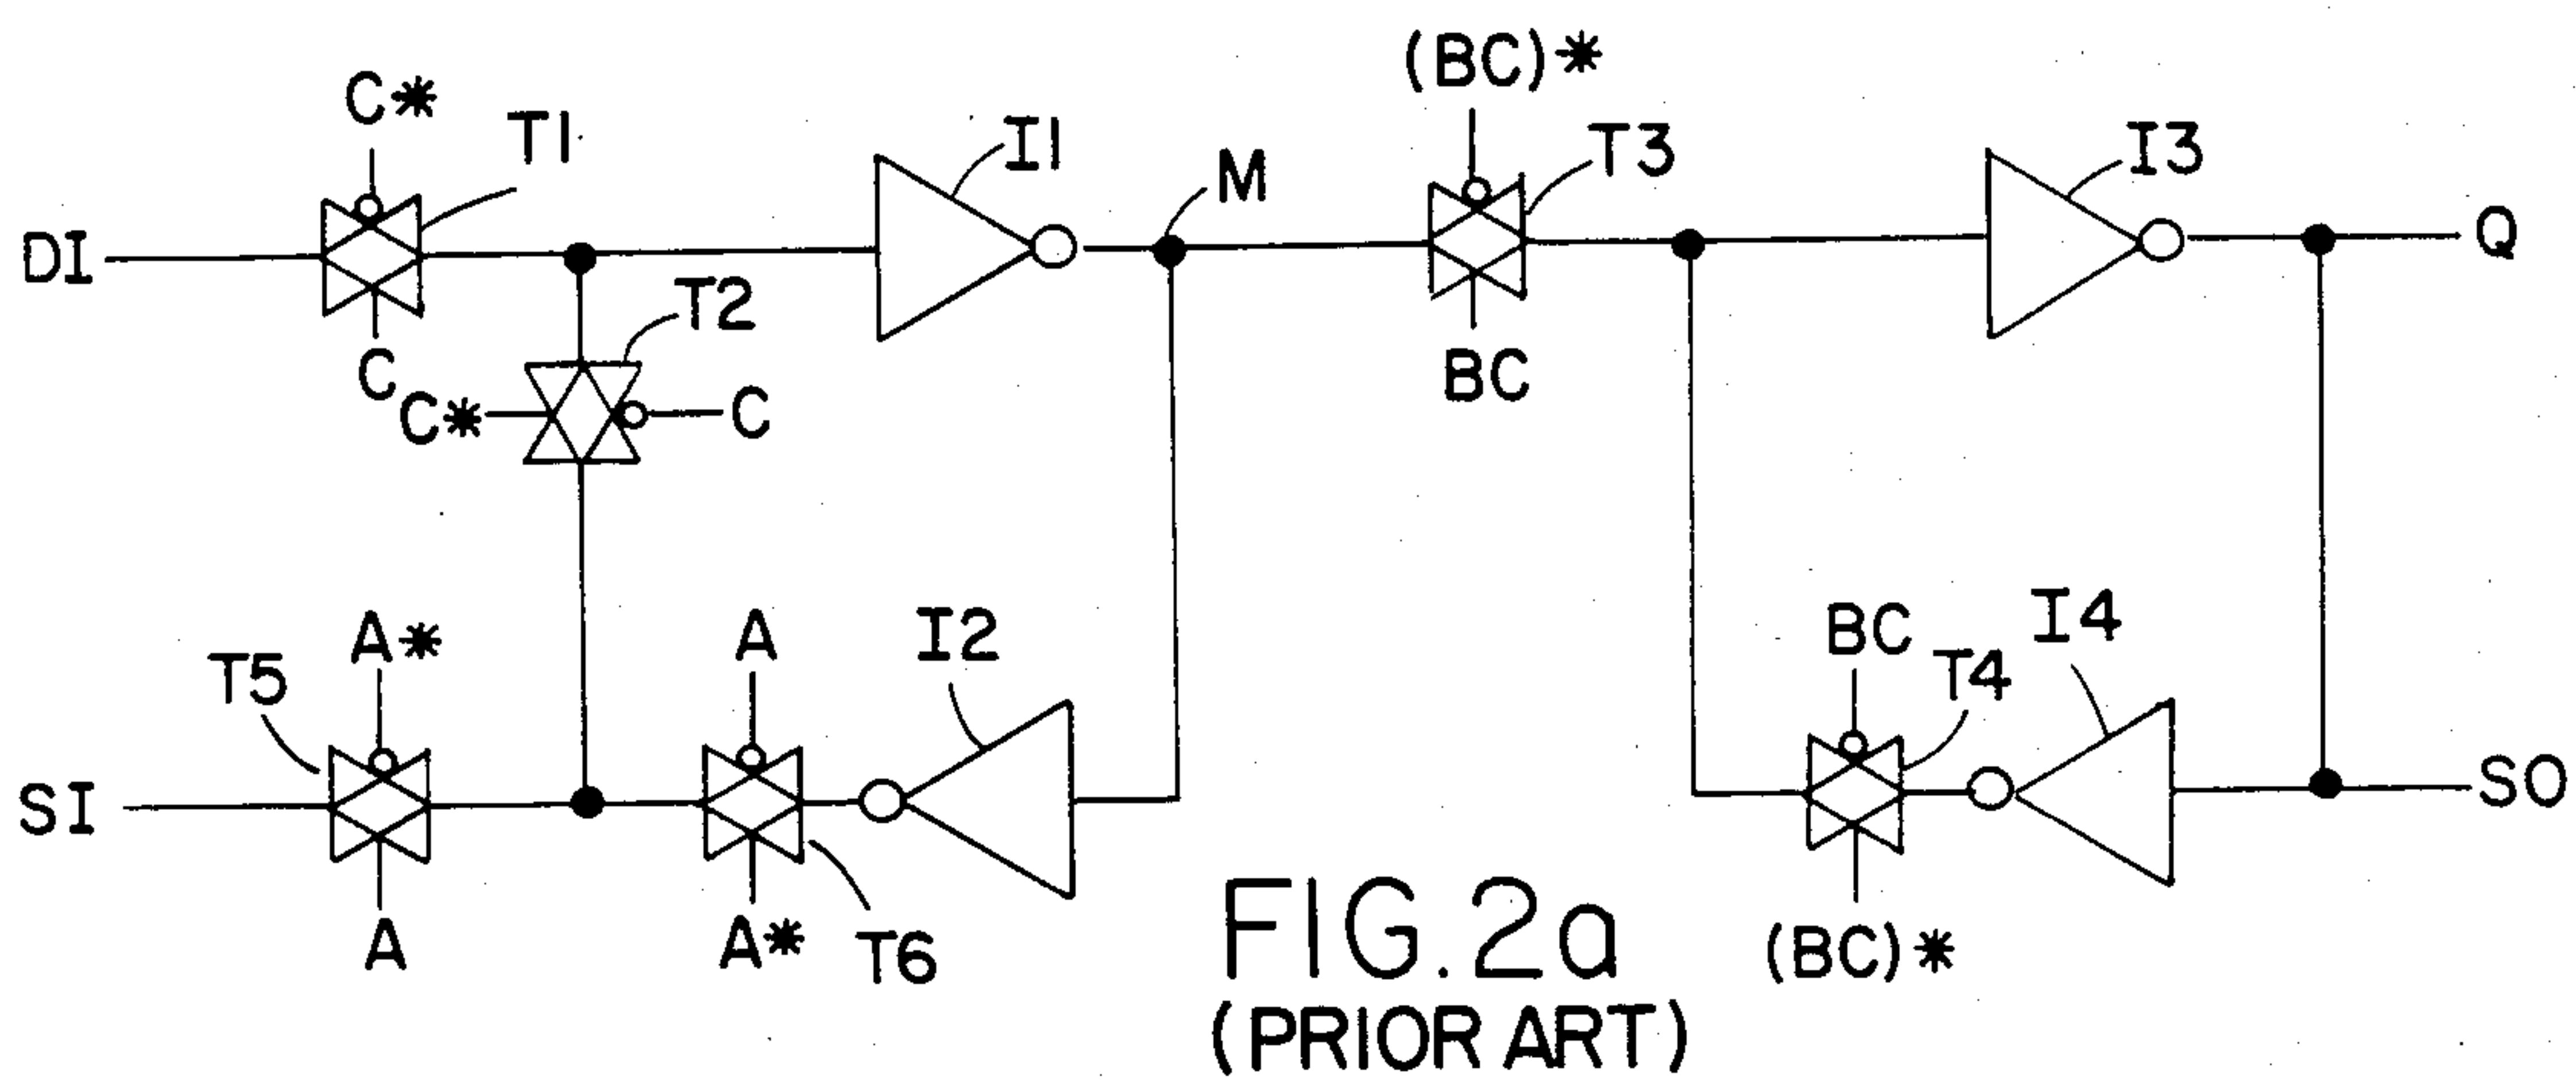 (BC)*
C*
T1
I1
M
T3
I3
DI
Q
T2
C
C*
C
BC
A*
A
I2
BC
I4
T5
T4
SI
SO
A
A*
T6
(BC)*
FIG.2a
(PRIOR ART)